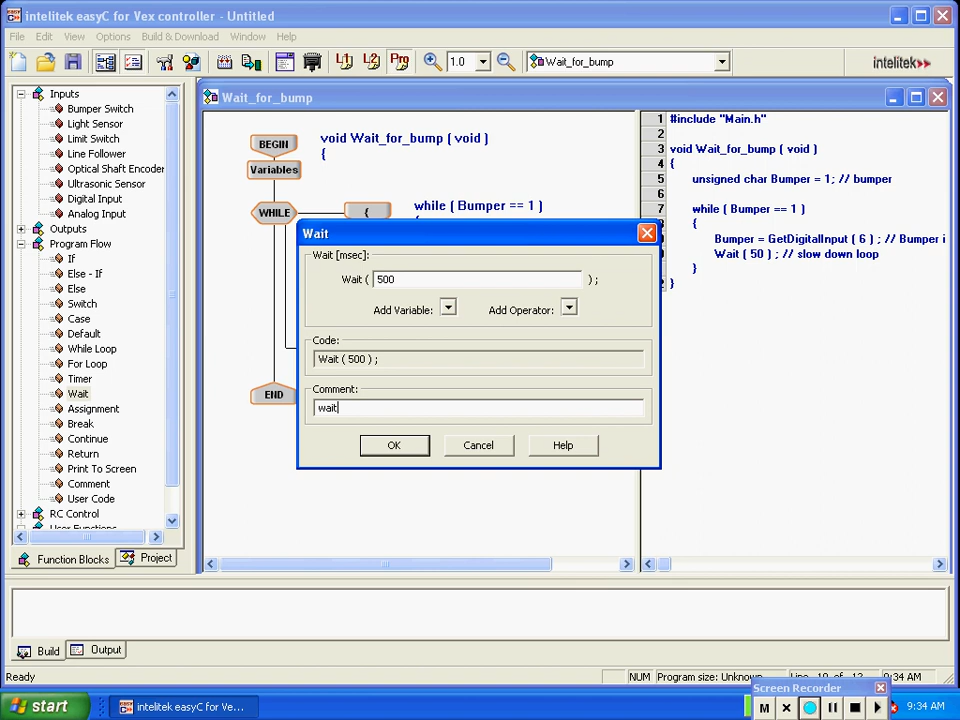 intelitek easyC for Vex controller - Untitled
File Edit View Options Build & Download Window Help
L1 L2 Prg 1.0 Wait_for_bump intelitek
Inputs
Bumper Switch
Light Sensor
Limit Switch
Line Follower
Optical Shaft Encoder
Ultrasonic Sensor
Digital Input
Analog Input
Outputs
Program Flow
If
Else - If
Else
Switch
Case
Default
While Loop
For Loop
Timer
Wait
Assignment
Break
Continue
Return
Print To Screen
Comment
User Code
RC Control
User Functions
Function Blocks Project
Wait_for_bump
BEGIN void Wait_for_bump ( void )
{
Variables
WHILE { while ( Bumper == 1 )
END
1 #include "Main.h"
2
3 void Wait_for_bump ( void )
4 {
5 unsigned char Bumper = 1; // bumper
6
7 while ( Bumper == 1 )
{
Bumper = GetDigitalInput ( 6 ) ; // Bumper i
Wait ( 50 ) ; // slow down loop
}
}
Wait
Wait [msec]:
Wait ( 500 ) ;
Add Variable: Add Operator:
Code:
Wait ( 500 ) ;
Comment:
wait
OK Cancel Help
Build Output
Ready NUM Program size: Unknown 9:34 AM
Screen Recorder
M
start intelitek easyC for Ve... 9:34 AM